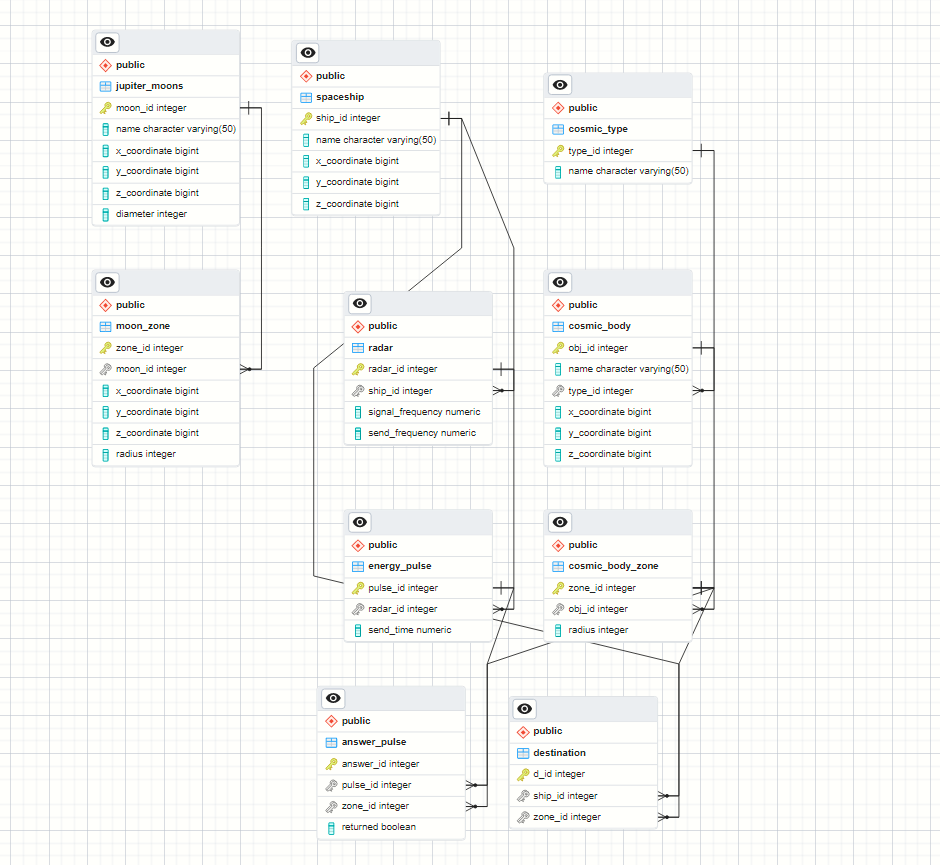 public
jupiter_moons
moon_id integer
name character varying(50)
x_coordinate bigint
y_coordinate bigint
z_coordinate bigint
diameter integer
public
spaceship
ship_id integer
name character varying(50)
x_coordinate bigint
y_coordinate bigint
z_coordinate bigint
public
cosmic_type
type_id integer
name character varying(50)
public
moon_zone
zone_id integer
moon_id integer
x_coordinate bigint
y_coordinate bigint
z_coordinate bigint
radius integer
public
radar
radar_id integer
ship_id integer
signal_frequency numeric
send_frequency numeric
public
cosmic_body
obj_id integer
name character varying(50)
type_id integer
x_coordinate bigint
y_coordinate bigint
z_coordinate bigint
public
energy_pulse
pulse_id integer
radar_id integer
send_time numeric
public
cosmic_body_zone
zone_id integer
obj_id integer
radius integer
public
answer_pulse
answer_id integer
pulse_id integer
zone_id integer
returned boolean
public
destination
d_id integer
ship_id integer
zone_id integer